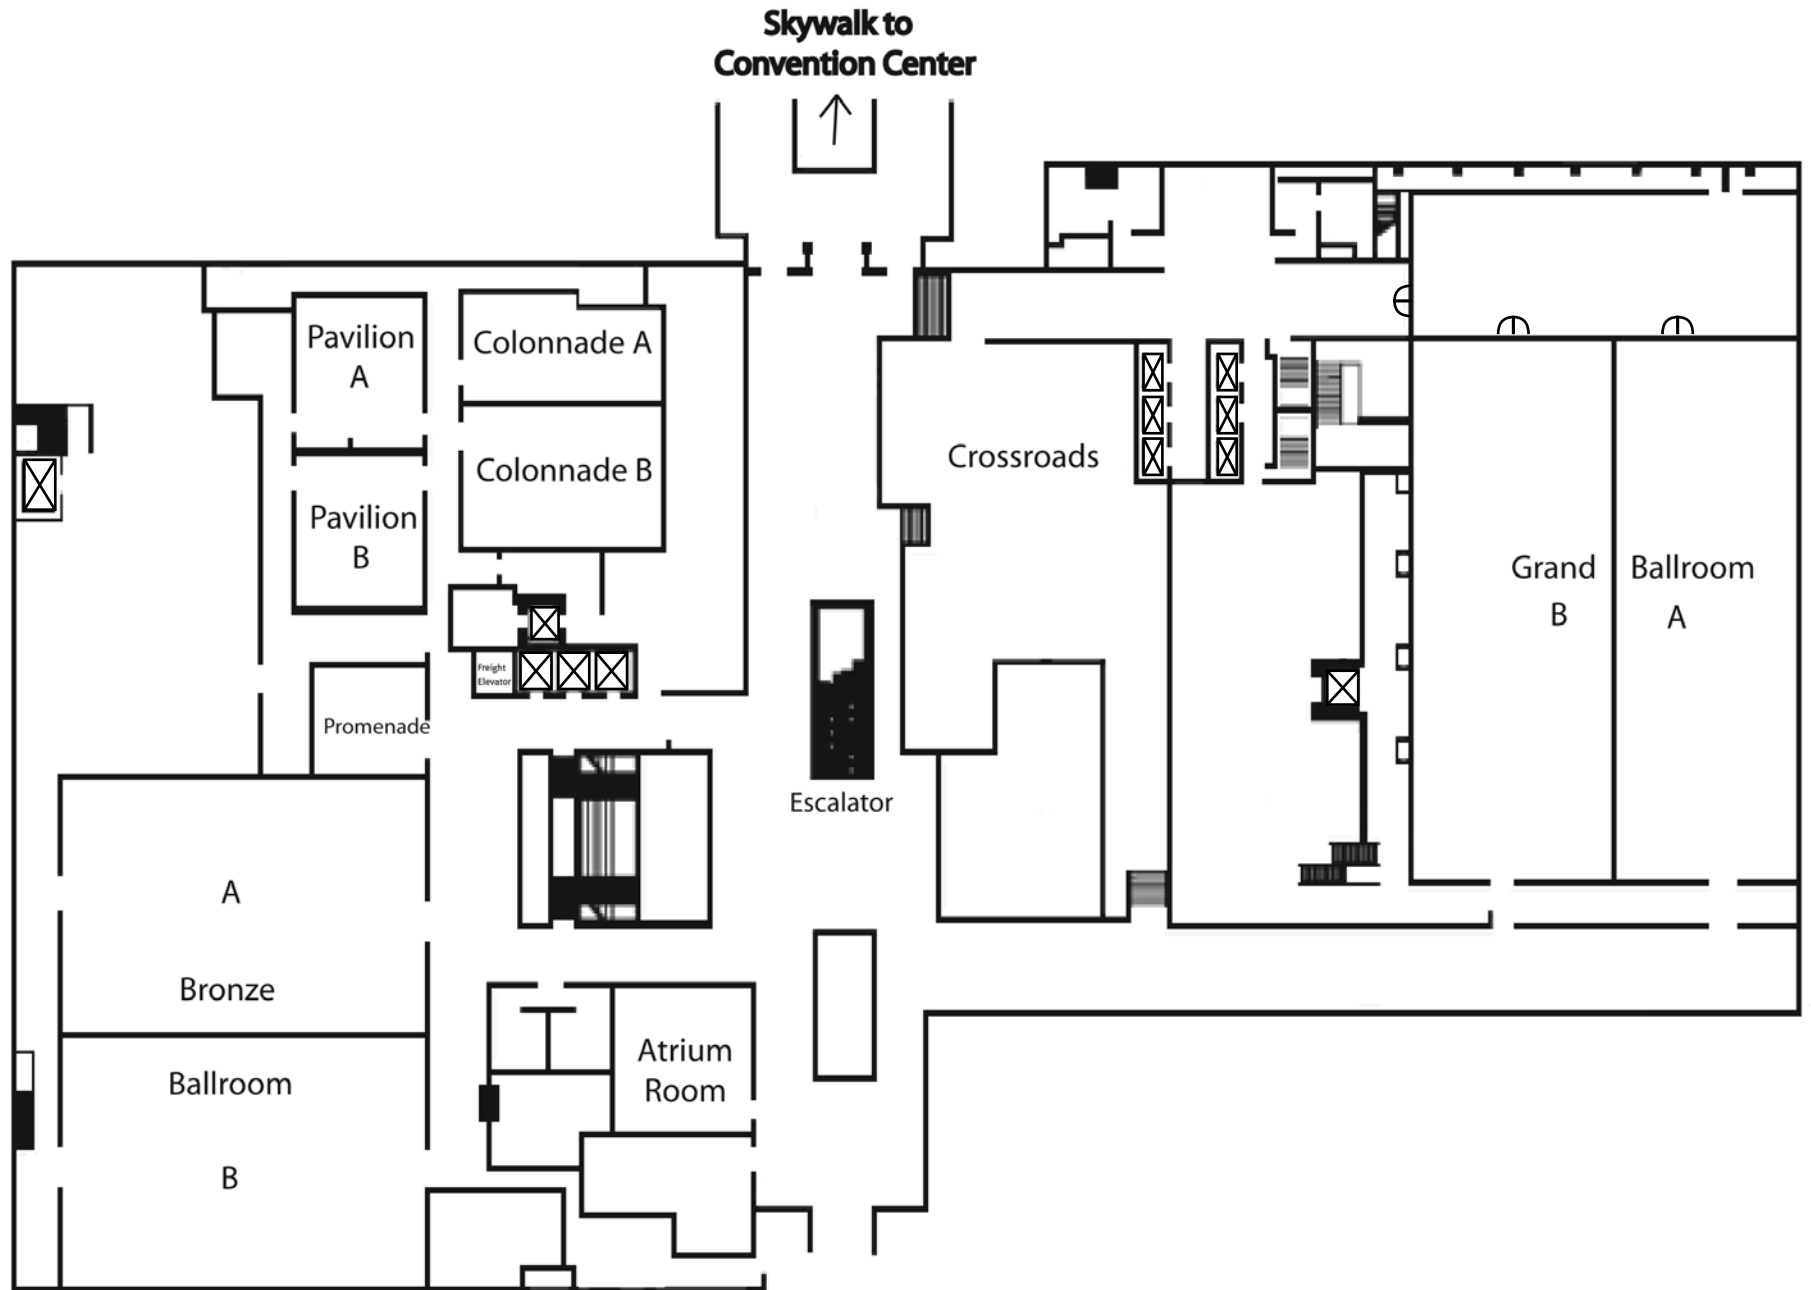 Skywalk to
Convention Center
Pavilion
A
Colonnade A
Colonnade B
Pavilion
B
Crossroads
Grand
B
Ballroom
A
Freight
Elevator
Promenade
Escalator
A
Bronze
Ballroom
B
Atrium
Room